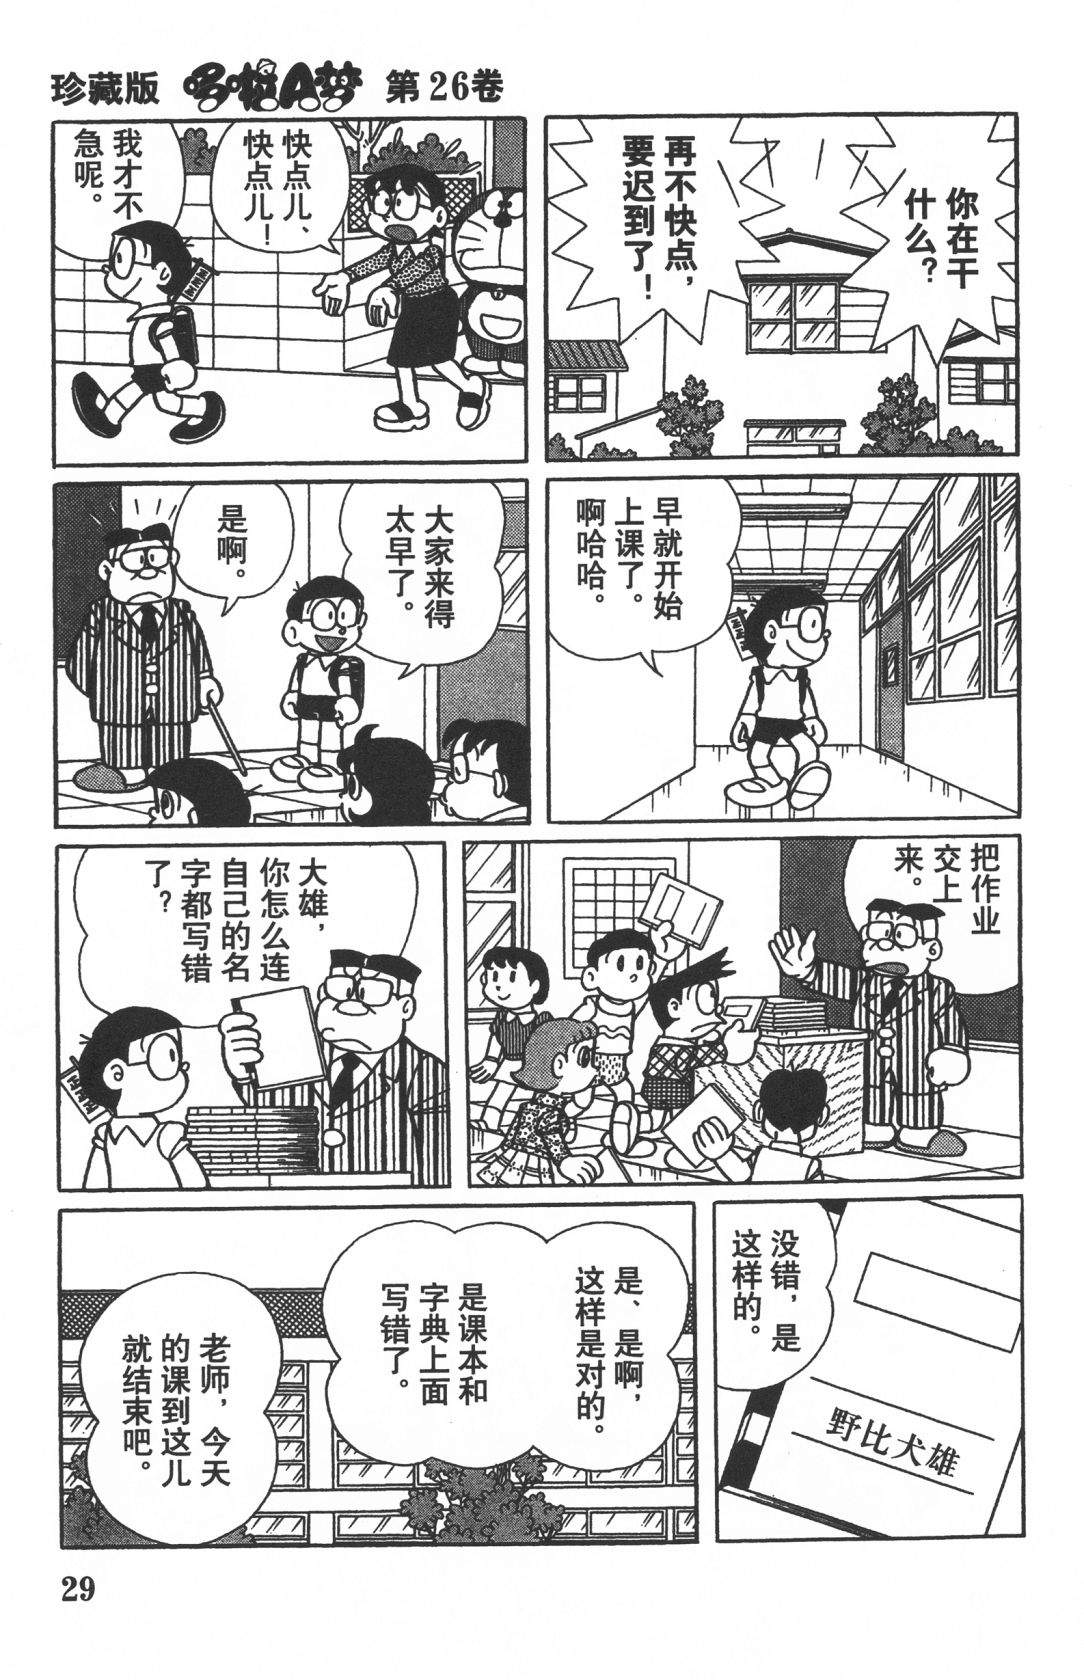 珍藏版 哆啦A梦 第26卷
你在干
什么？
再不快点，
要迟到了！
快点儿、
快点儿！
我才不
急呢。
早就开始
上课了。
啊哈哈。
大家来得
太早了。
是
啊。
把作业
交上
来。
大雄，
你怎么连
自己的名
字都写错
了？
没错，是
这样的。
野比犬雄
是、是啊，
这样是对的。
是课本和
字典上面
写错了。
老师，今天
的课到这儿
就结束吧。
29